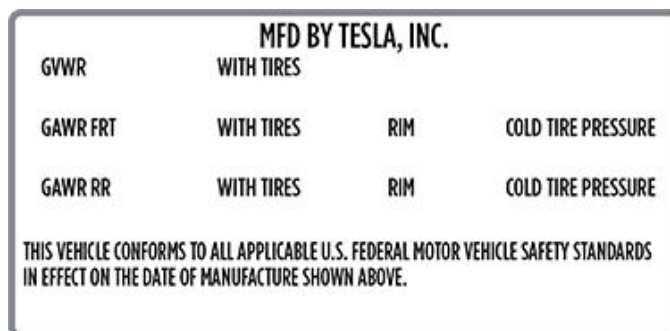 MFD BY TESLA, INC.
GVWR WITH TIRES
GAWR FRT WITH TIRES RIM COLD TIRE PRESSURE
GAWR RR WITH TIRES RIM COLD TIRE PRESSURE
THIS VEHICLE CONFORMS TO ALL APPLICABLE U.S. FEDERAL MOTOR VEHICLE SAFETY STANDARDS
IN EFFECT ON THE DATE OF MANUFACTURE SHOWN ABOVE.